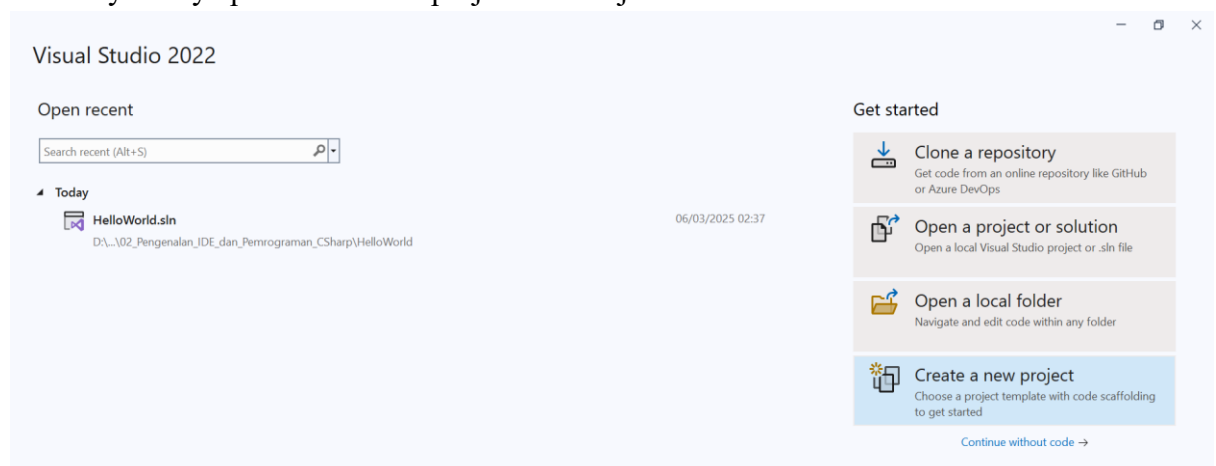 Visual Studio 2022
Open recent
Get started
Search recent (Alt+S)
Today
HelloWorld.sln
06/03/2025 02:37
D:\...\02_Pengenalan_IDE_dan_Pemrograman_CSharp\HelloWorld
Clone a repository
Get code from an online repository like GitHub
or Azure DevOps
Open a project or solution
Open a local Visual Studio project or .sln file
Open a local folder
Navigate and edit code within any folder
Create a new project
Choose a project template with code scaffolding
to get started
Continue without code →